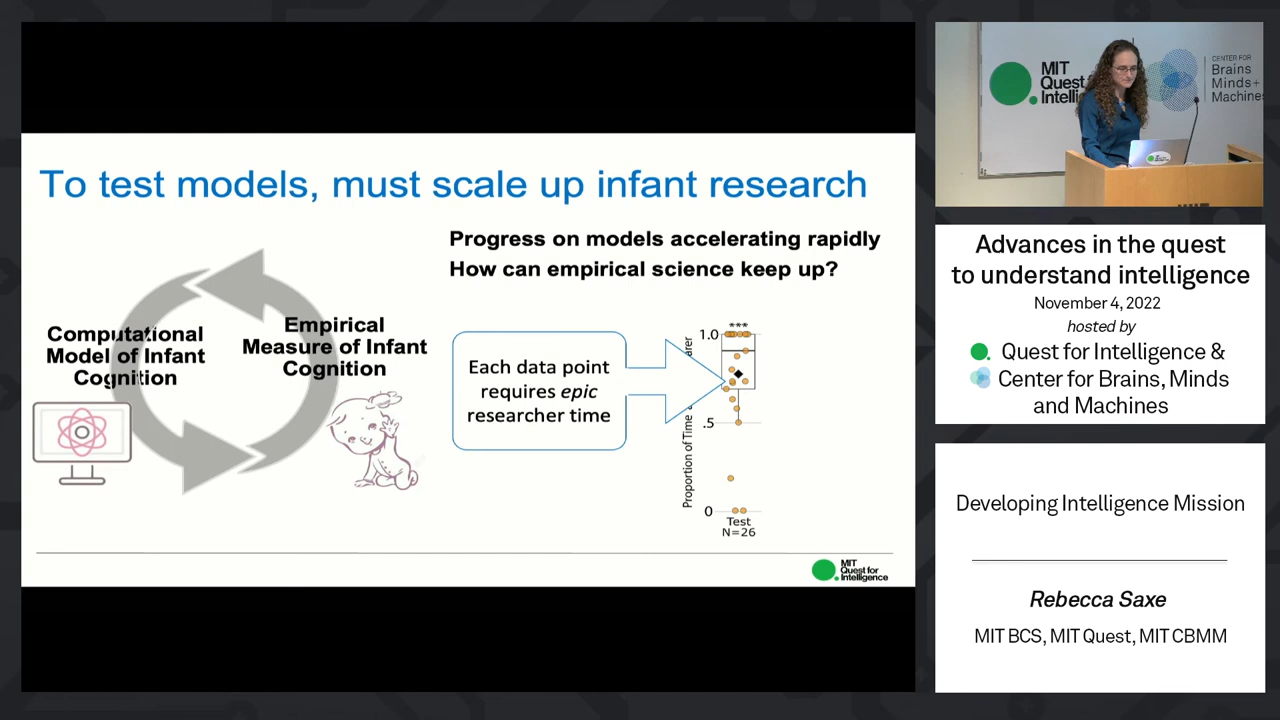 To test models, must scale up infant research
Progress on models accelerating rapidly
How can empirical science keep up?
Computational
Model of Infant
Cognition
Empirical
Measure of Infant
Cognition
Each data point
requires epic
researcher time
Proportion of Time
***
1.0
.5
0
Test
N=26
MIT
Quest for
Intelligence
MIT
Quest for
CENTER FOR
Brains
Minds+
Machines
Advances in the quest
to understand intelligence
November 4, 2022
hosted by
Quest for Intelligence &
Center for Brains, Minds
and Machines
Developing Intelligence Mission
Rebecca Saxe
MIT BCS, MIT Quest, MIT CBMM